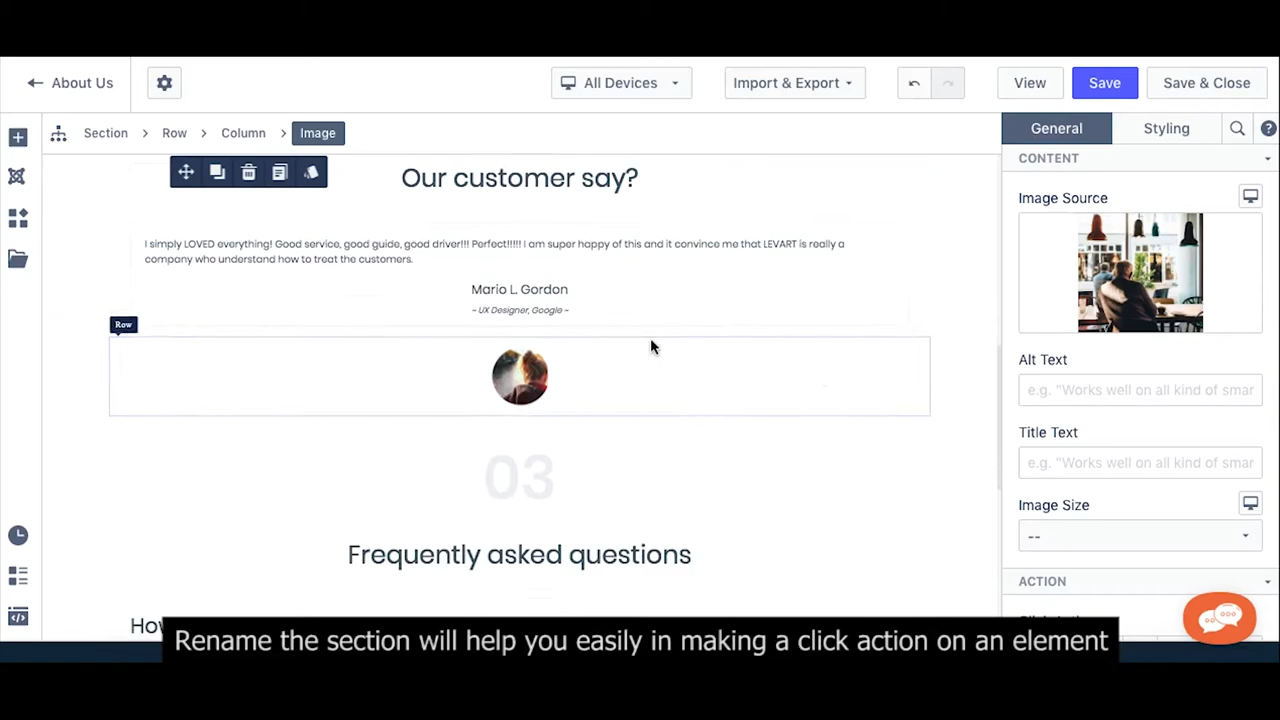 About Us
All Devices
Import & Export
View
Save
Save & Close
Section
Row
Column
Image
General
Styling
CONTENT
Our customer say?
Image Source
I simply LOVED everything! Good service, good guide, good driver!!! Perfect!!!!! I am super happy of this and it convince me that LEVART is really a
company who understand how to treat the customers.
Mario L. Gordon
~ UX Designer, Google ~
Row
Alt Text
e.g. "Works well on all kind of smar
Title Text
e.g. "Works well on all kind of smar
03
Image Size
--
Frequently asked questions
ACTION
Rename the section will help you easily in making a click action on an element